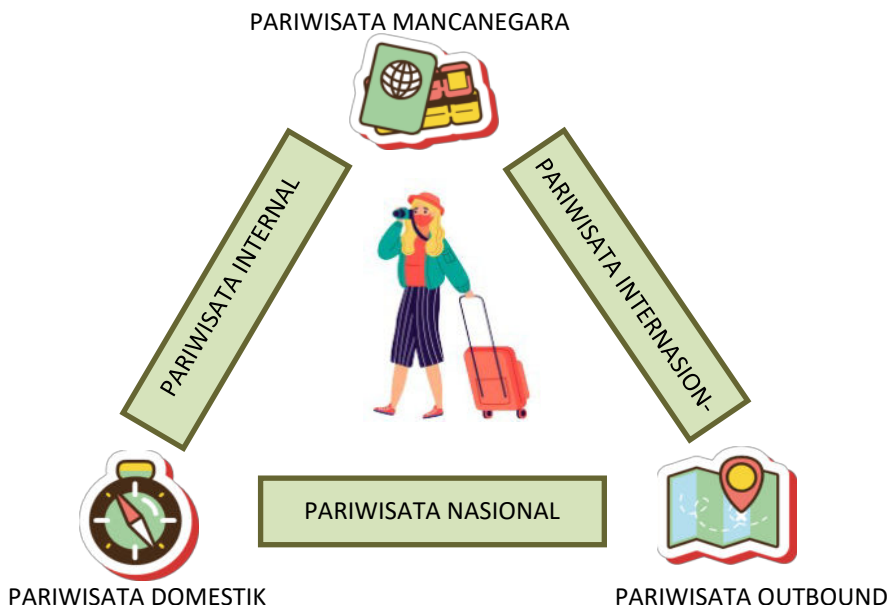 PARIWISATA MANCANEGARA
PARIWISATA INTERNAL
PARIWISATA INTERNASION-
PARIWISATA NASIONAL
PARIWISATA DOMESTIK
PARIWISATA OUTBOUND